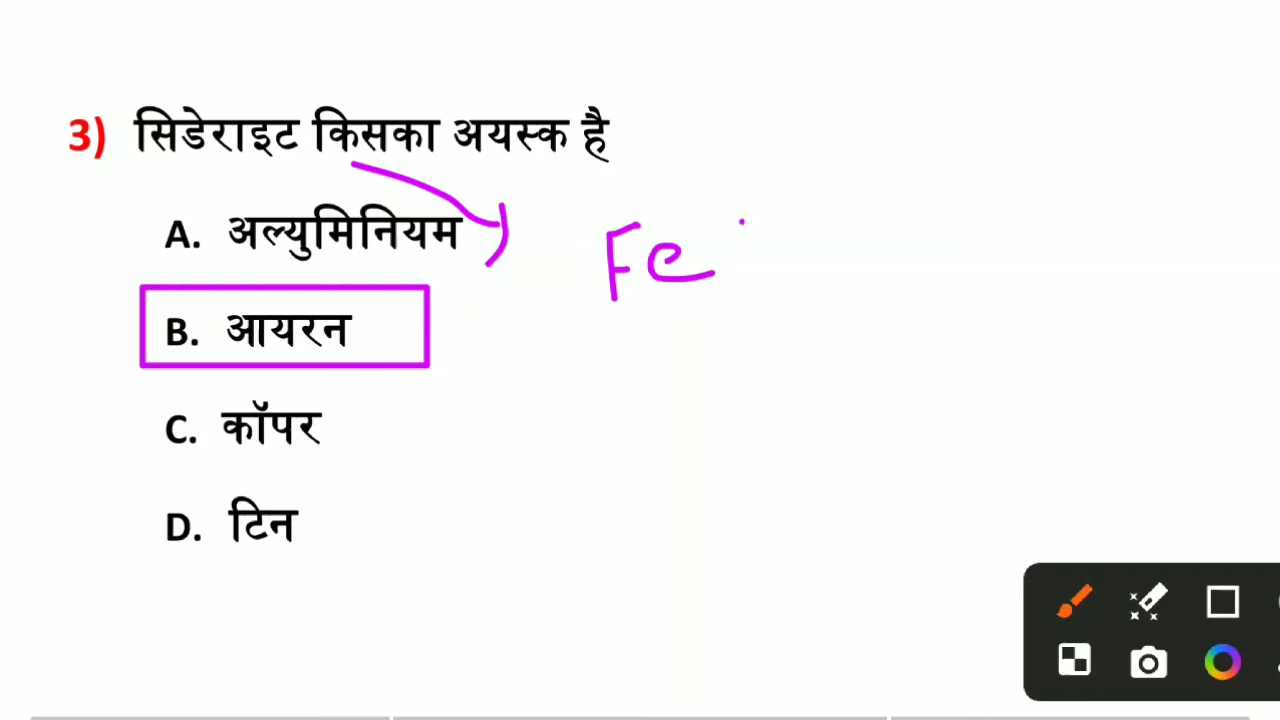 3) सिडेराइट किसका अयस्क है
A. अल्युमिनियम
Fe
B. आयरन
C. कॉपर
D. टिन